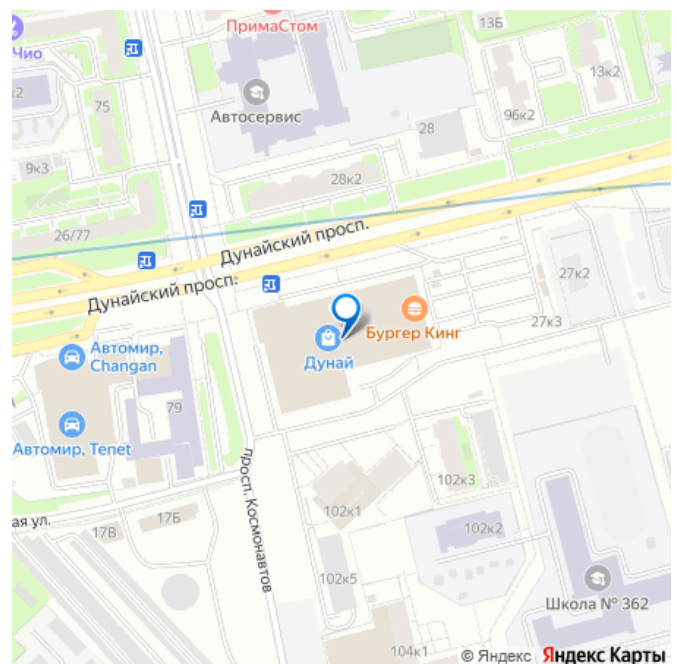 ПримаСтом
13Б
Чио
к2
13к2
75
Автосервис
96к2
28
9к3
28к2
26/77
Дунайский просп.
Дунайский просп.
27к2
27к3
Бургер Кинг
Дунай
Автомир,
Changan
79
Автомир, Tenet
просп. Космонавтов
102к3
ая ул.
17В
17Б
102к1
102к2
102к5
Школа № 362
104к1
© Яндекс Яндекс Карты